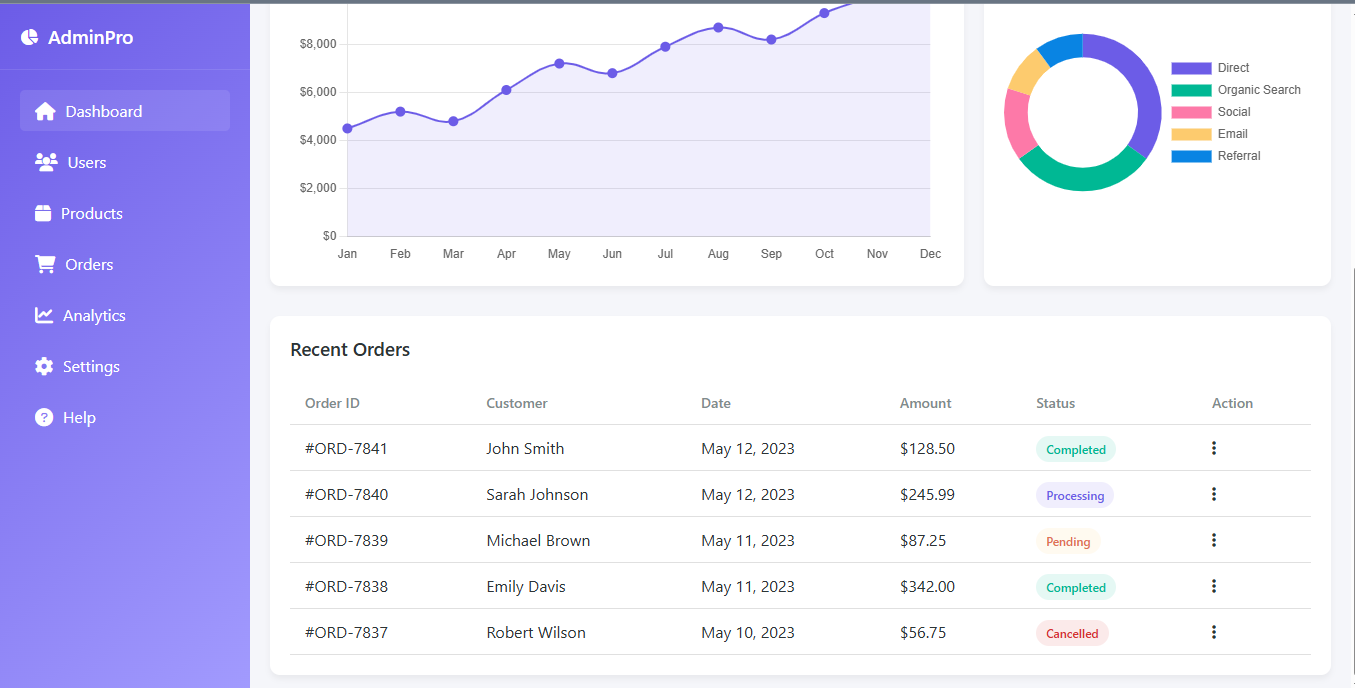 AdminPro
Dashboard
Users
Products
Orders
Analytics
Settings
Help
$8,000
$6,000
$4,000
$2,000
$0
Jan Feb Mar Apr May Jun Jul Aug Sep Oct Nov Dec
Direct
Organic Search
Social
Email
Referral
Recent Orders
Order ID Customer Date Amount Status Action
#ORD-7841 John Smith May 12, 2023 $128.50 Completed
#ORD-7840 Sarah Johnson May 12, 2023 $245.99 Processing
#ORD-7839 Michael Brown May 11, 2023 $87.25 Pending
#ORD-7838 Emily Davis May 11, 2023 $342.00 Completed
#ORD-7837 Robert Wilson May 10, 2023 $56.75 Cancelled